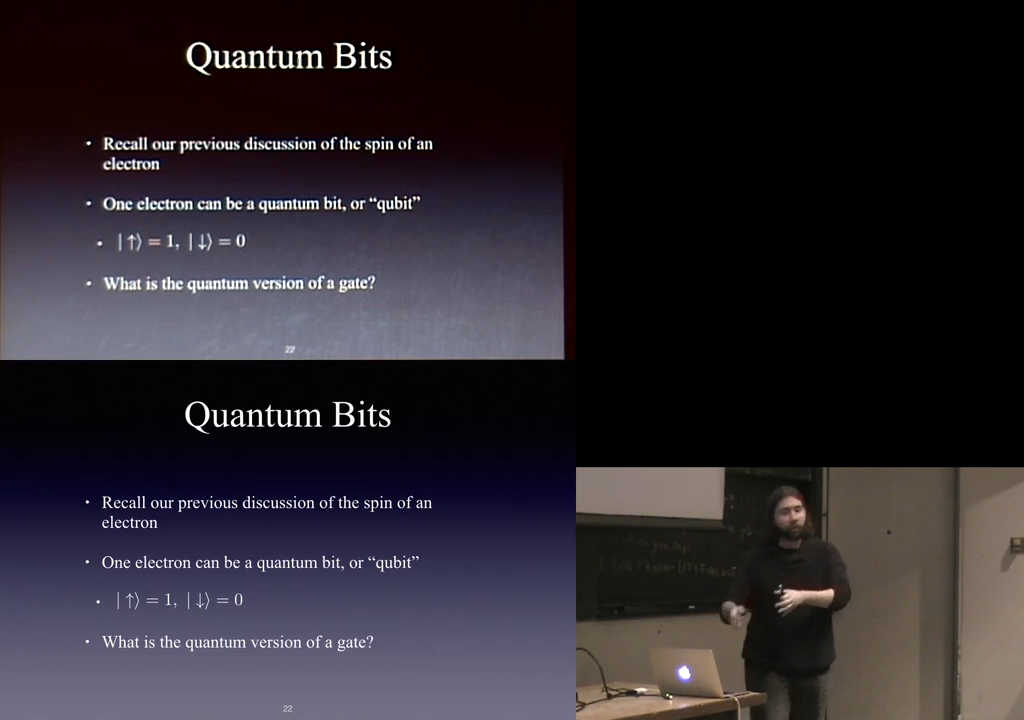 Quantum Bits
• Recall our previous discussion of the spin of an
electron
• One electron can be a quantum bit, or “qubit”
• |↑⟩ = 1, |↓⟩ = 0
• What is the quantum version of a gate?
22
Quantum Bits
• Recall our previous discussion of the spin of an
electron
• One electron can be a quantum bit, or “qubit”
• |↑⟩ = 1, |↓⟩ = 0
• What is the quantum version of a gate?
22